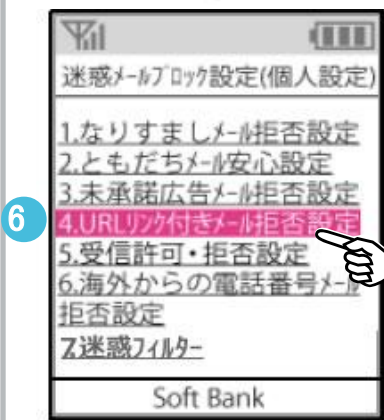 6
迷惑ﾒｰﾙﾌﾞﾛｯｸ設定(個人設定)
1.なりすましﾒｰﾙ拒否設定
2.ともだちﾒｰﾙ安心設定
3.未承諾広告ﾒｰﾙ拒否設定
4.URLﾘﾝｸ付きﾒｰﾙ拒否設定
5.受信許可・拒否設定
6.海外からの電話番号ﾒｰﾙ
拒否設定
7.迷惑ﾌｨﾙﾀｰ
Soft Bank